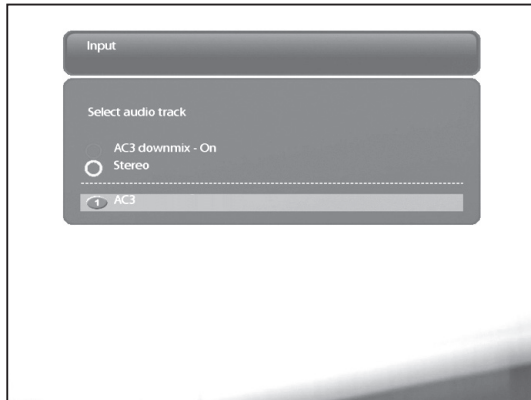 Input
Select audio track
AC3 downmix - On
Stereo
1 AC3